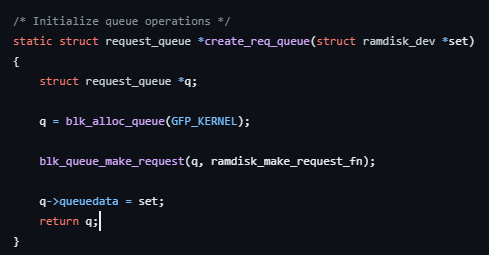 /* Initialize queue operations */
static struct request_queue *create_req_queue(struct ramdisk_dev *set)
{
    struct request_queue *q;

    q = blk_alloc_queue(GFP_KERNEL);

    blk_queue_make_request(q, ramdisk_make_request_fn);

    q->queuedata = set;
    return q;
}